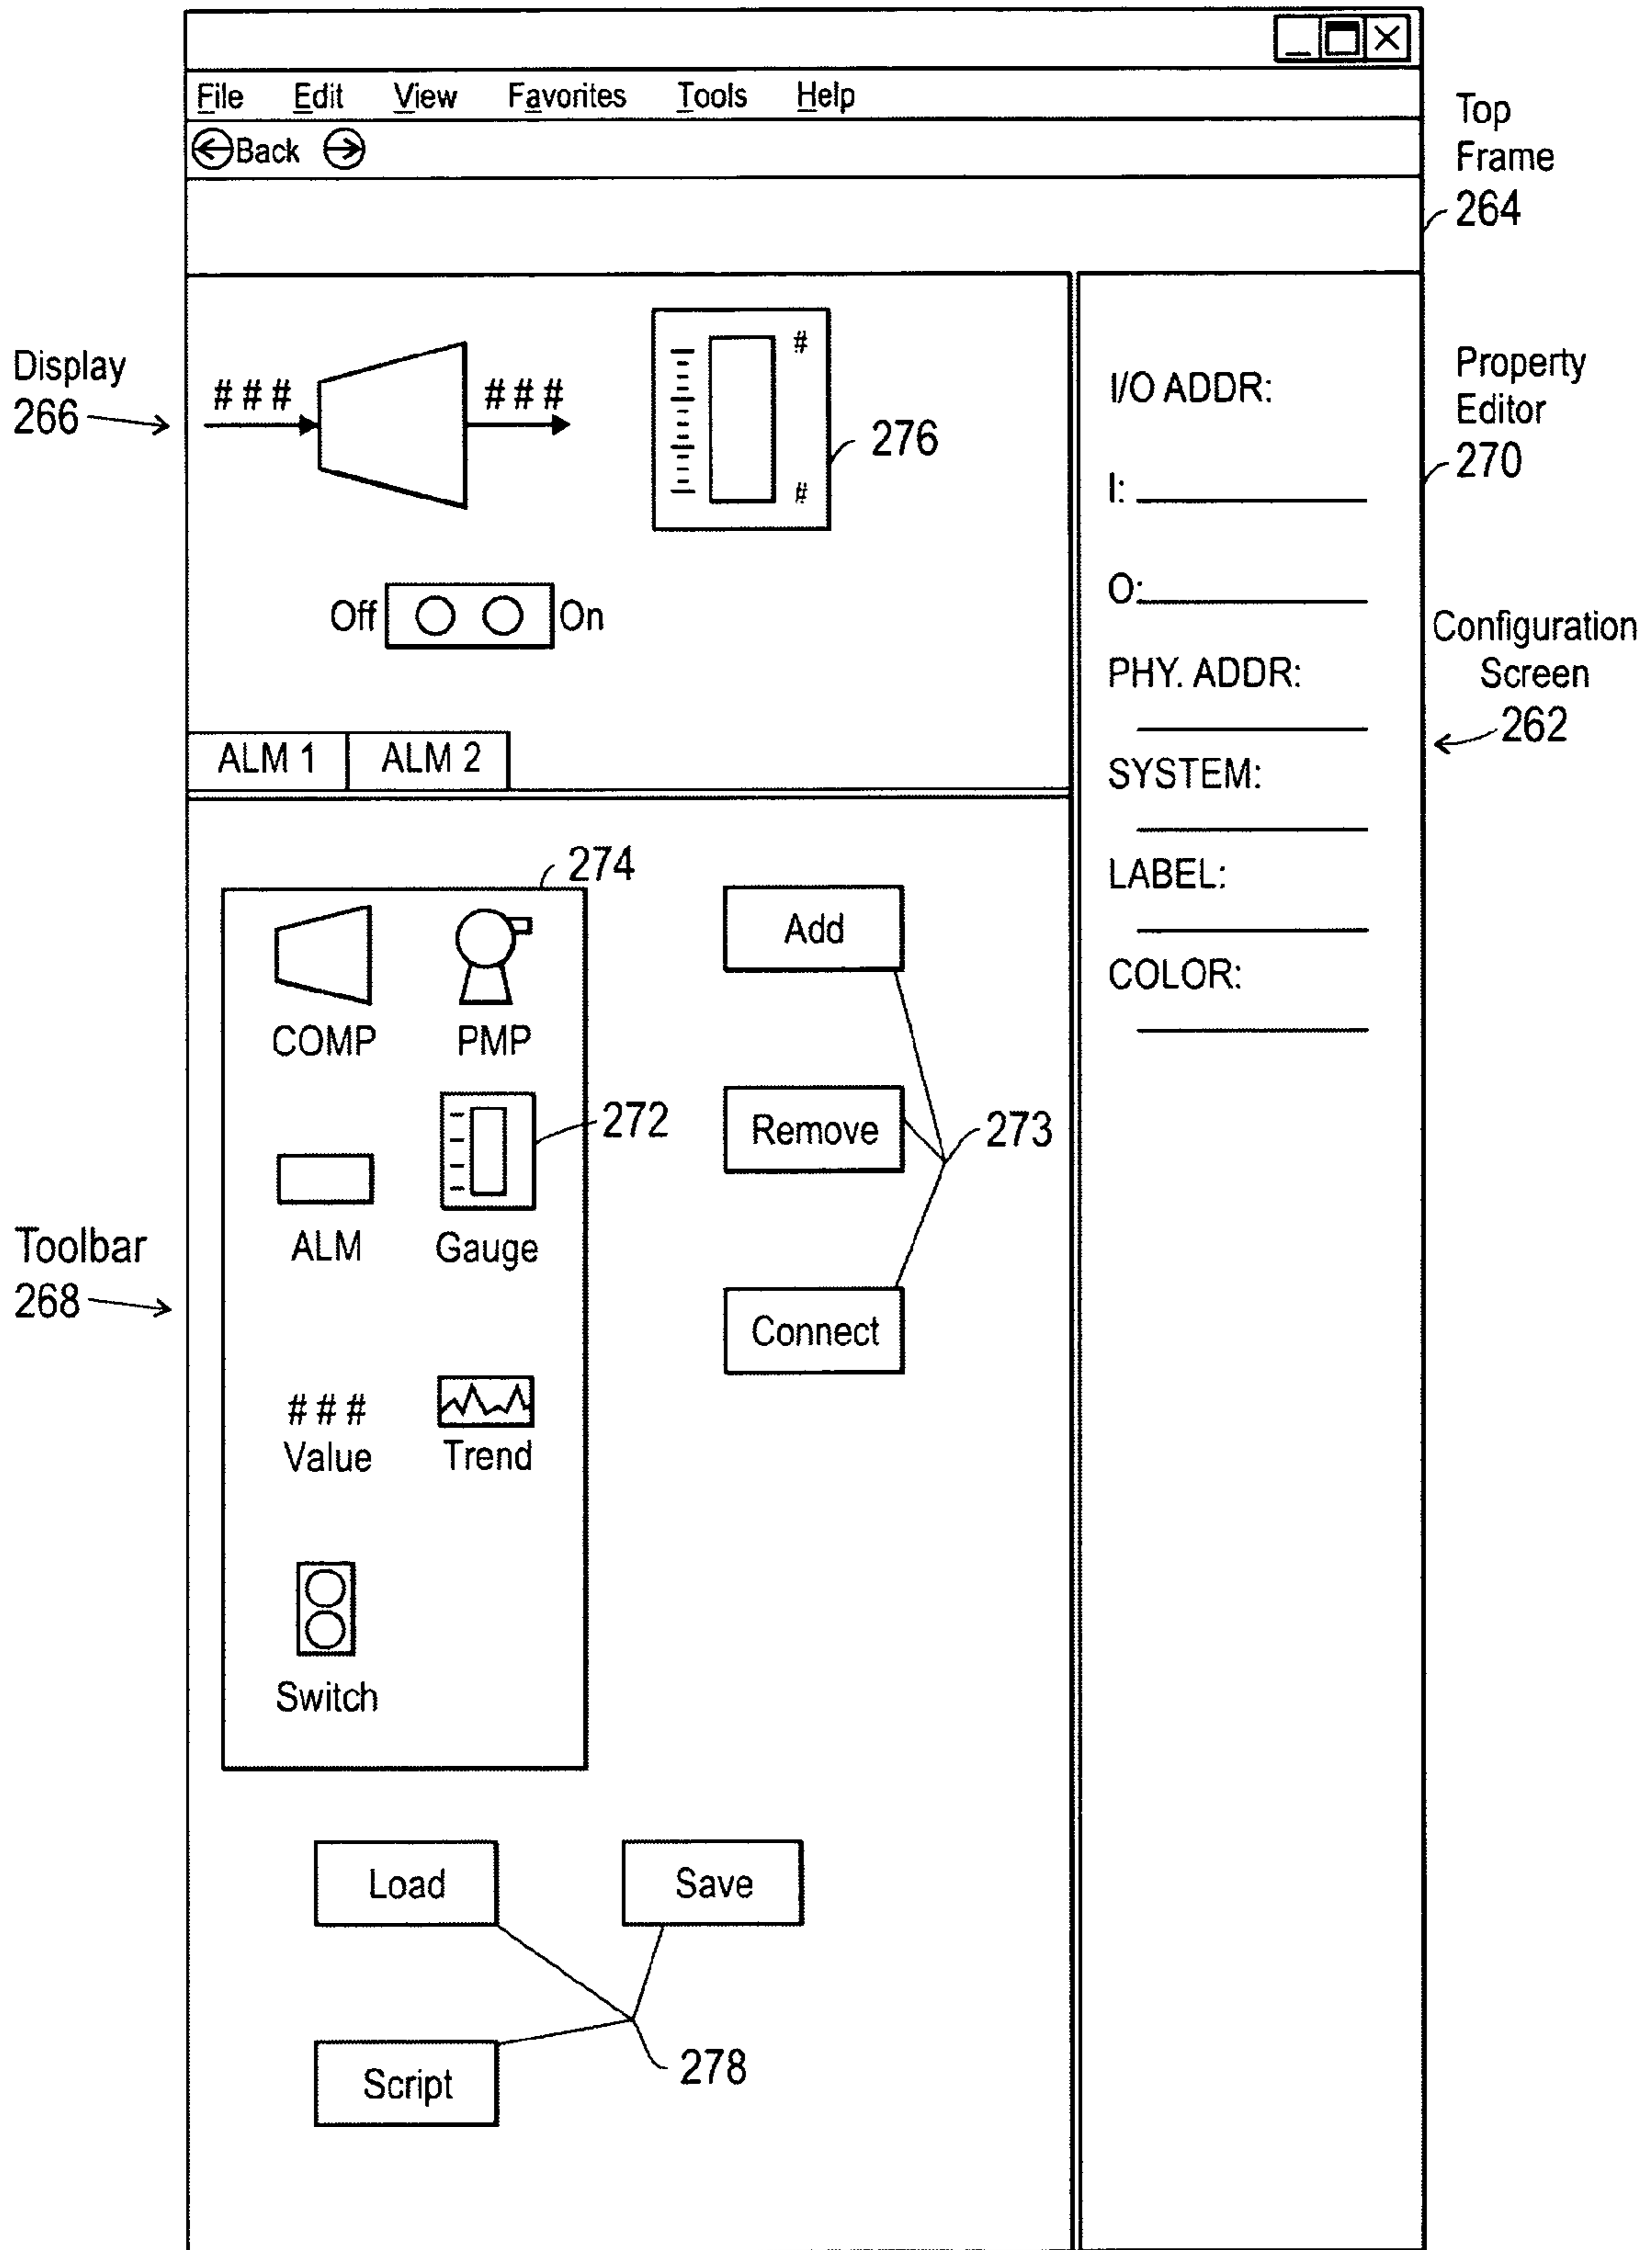 File Edit View Favorites Tools Help
Back
Top
Frame
264
Display
266
# # #
# # #
#
#
276
Off
On
ALM 1
ALM 2
I/O ADDR:
I:
O:
PHY. ADDR:
SYSTEM:
LABEL:
COLOR:
Property
Editor
270
Configuration
Screen
262
Toolbar
268
274
COMP
PMP
272
ALM
Gauge
# # #
Value
Trend
Switch
Add
Remove
273
Connect
Load
Save
Script
278